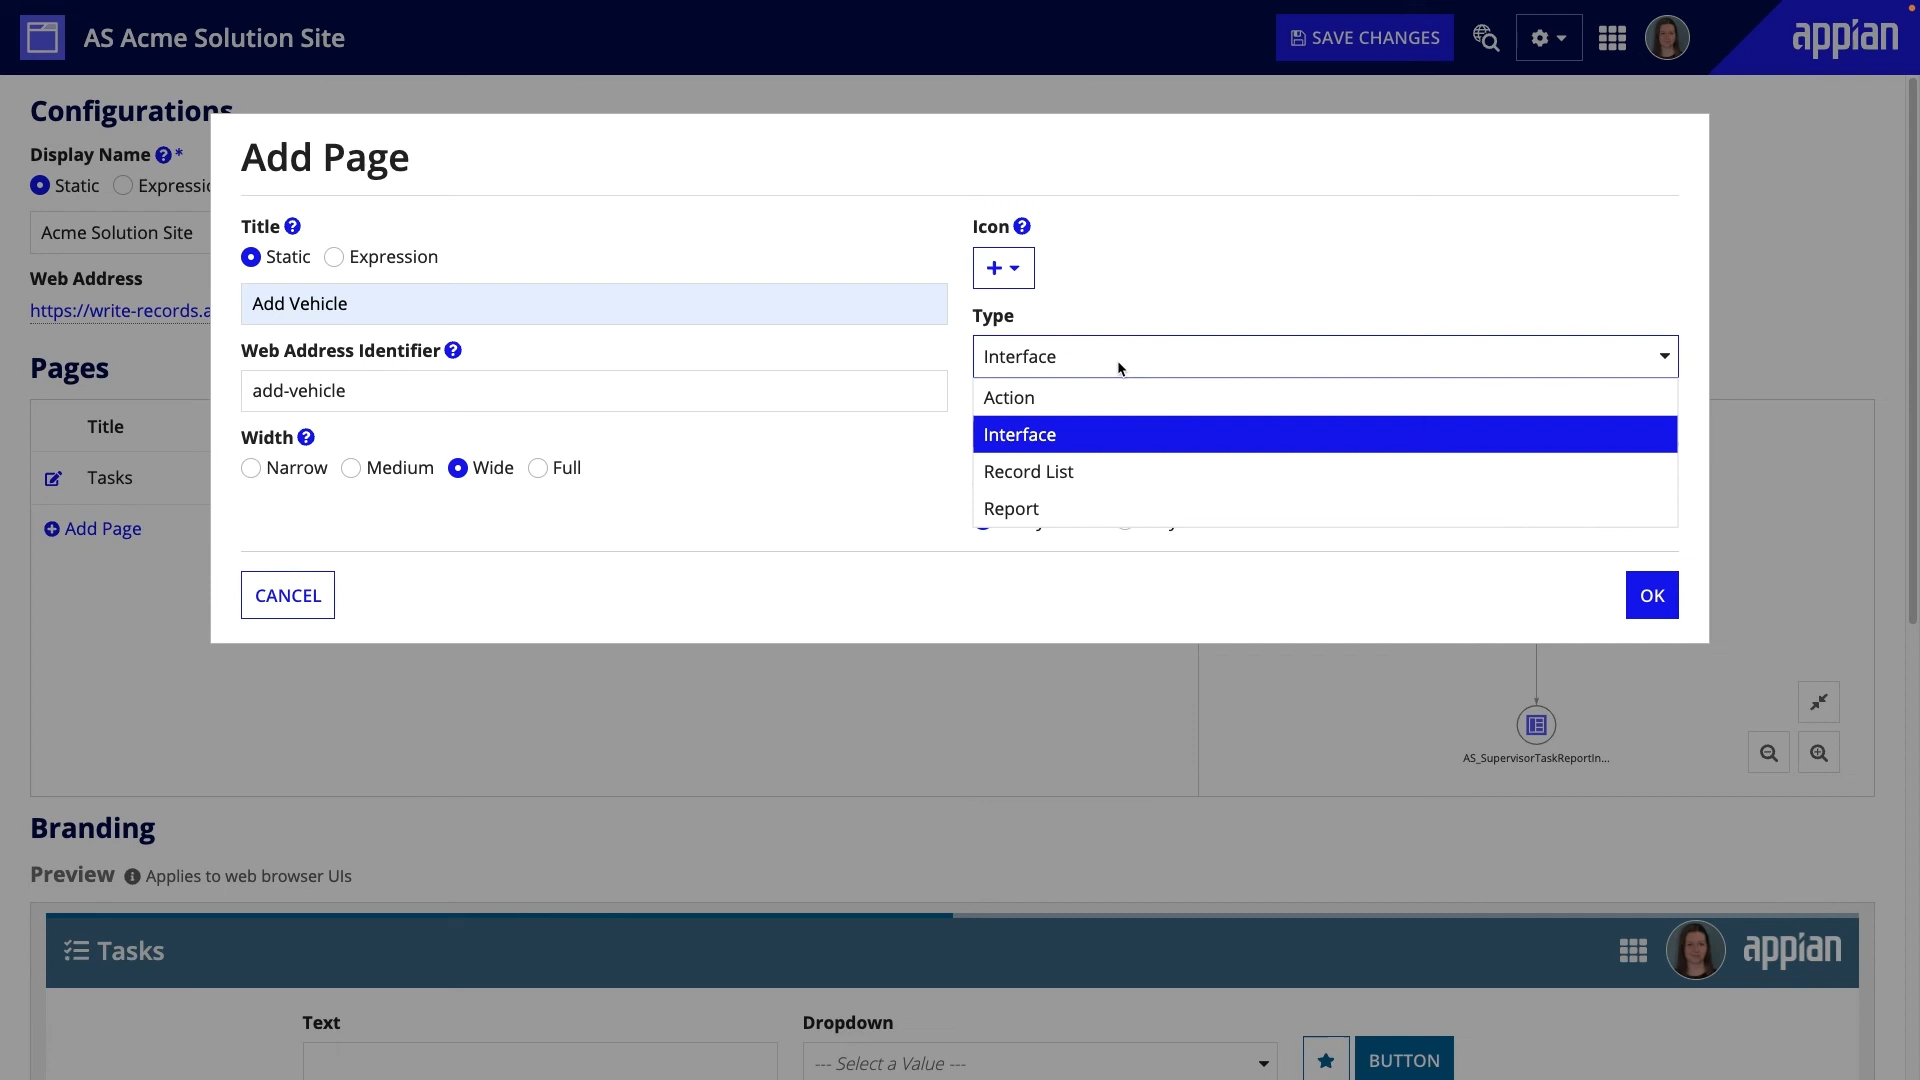 AS Acme Solution Site
SAVE CHANGES
appian
Configurations
Display Name *
Static Expressio
Acme Solution Site
Web Address
https://write-records.a
Pages
Title
Tasks
Add Page
Add Page
Title
Static Expression
Add Vehicle
Web Address Identifier
add-vehicle
Width
Narrow Medium Wide Full
Icon
Type
Interface
Action
Interface
Record List
Report
CANCEL
OK
AS_SupervisorTaskReportIn...
Branding
Preview Applies to web browser UIs
Tasks
appian
Text
Dropdown
--- Select a Value ---
BUTTON